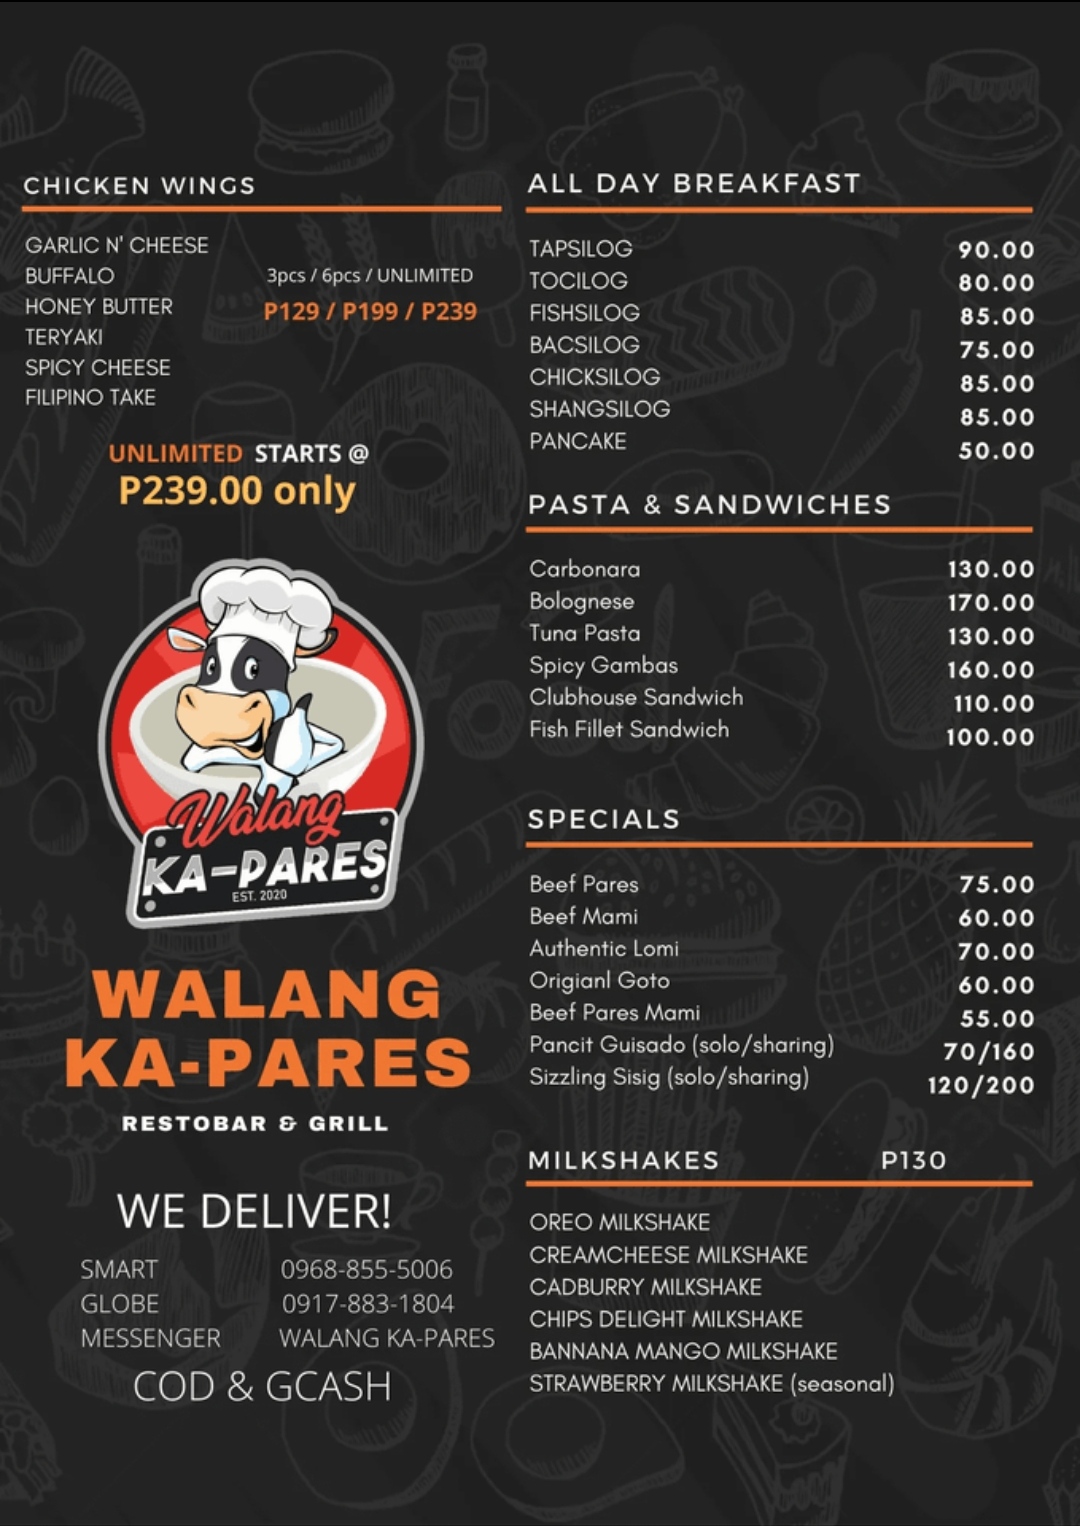 CHICKEN WINGS
GARLIC N' CHEESE
BUFFALO
HONEY BUTTER
TERYAKI
SPICY CHEESE
FILIPINO TAKE
3pcs / 6pcs / UNLIMITED
P129 / P199 / P239
UNLIMITED STARTS @
P239.00 only
Walang
KA-PARES
EST. 2020
WALANG
KA-PARES
RESTOBAR & GRILL
WE DELIVER!
SMART 0968-855-5006
GLOBE 0917-883-1804
MESSENGER WALANG KA-PARES
COD & GCASH
ALL DAY BREAKFAST
TAPSILOG 90.00
TOCILOG 80.00
FISHSILOG 85.00
BACSILOG 75.00
CHICKSILOG 85.00
SHANGSILOG 85.00
PANCAKE 50.00
PASTA & SANDWICHES
Carbonara 130.00
Bolognese 170.00
Tuna Pasta 130.00
Spicy Gambas 160.00
Clubhouse Sandwich 110.00
Fish Fillet Sandwich 100.00
SPECIALS
Beef Pares 75.00
Beef Mami 60.00
Authentic Lomi 70.00
Origianl Goto 60.00
Beef Pares Mami 55.00
Pancit Guisado (solo/sharing) 70/160
Sizzling Sisig (solo/sharing) 120/200
MILKSHAKES P130
OREO MILKSHAKE
CREAMCHEESE MILKSHAKE
CADBURRY MILKSHAKE
CHIPS DELIGHT MILKSHAKE
BANNANA MANGO MILKSHAKE
STRAWBERRY MILKSHAKE (seasonal)